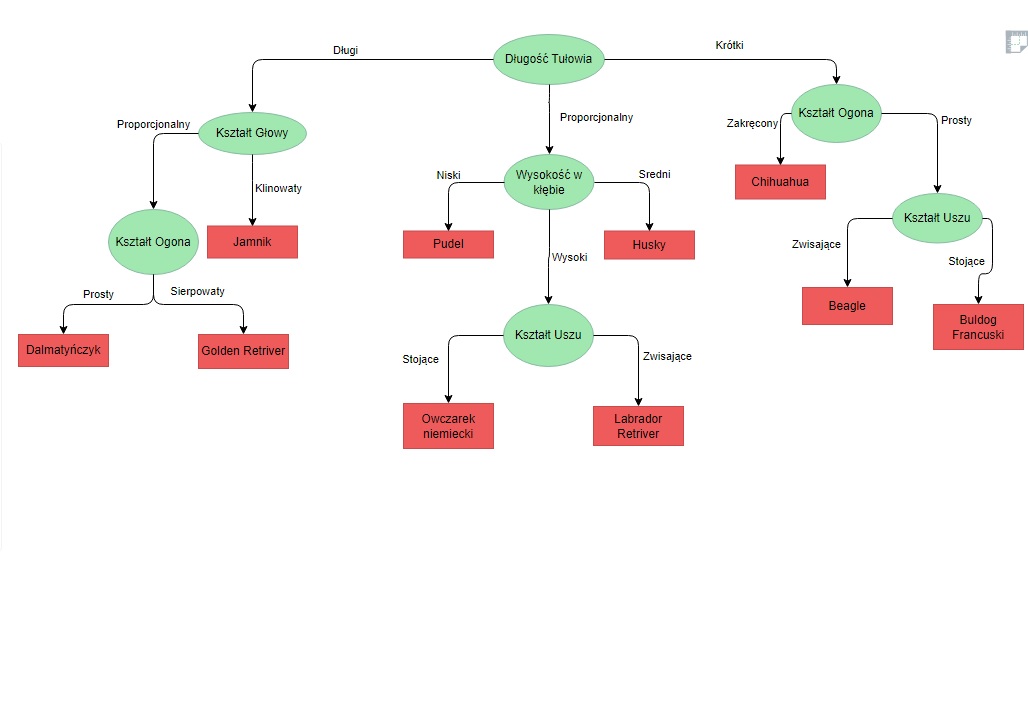 Długi
Długość Tułowia
Krótki
Kształt Głowy
Proporcjonalny
Klinowaty
Kształt Ogona
Jamnik
Prosty
Sierpowaty
Dalmatyńczyk
Golden Retriver
Proporcjonalny
Wysokość w
kłębie
Niski
Sredni
Pudel
Husky
Wysoki
Kształt Uszu
Stojące
Zwisające
Owczarek
niemiecki
Labrador
Retriver
Kształt Ogona
Zakręcony
Prosty
Chihuahua
Kształt Uszu
Zwisające
Stojące
Beagle
Buldog
Francuski